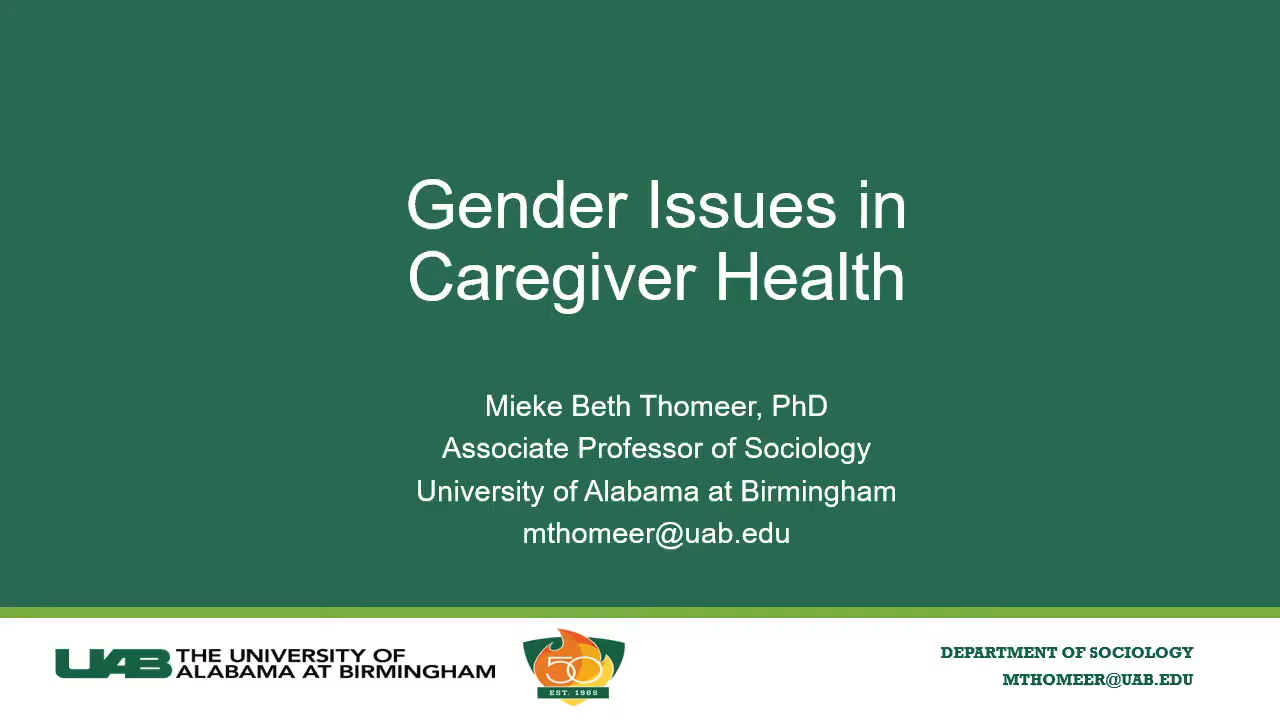 Gender Issues in
Caregiver Health
Mieke Beth Thomeer, PhD
Associate Professor of Sociology
University of Alabama at Birmingham
mthomeer@uab.edu
UAB THE UNIVERSITY OF
ALABAMA AT BIRMINGHAM
50
EST. 1969
DEPARTMENT OF SOCIOLOGY
MTHOMEER@UAB.EDU